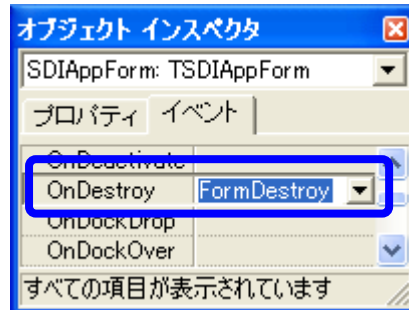 オブジェクト インスペクタ
SDIAppForm: TSDIAppForm
プロパティ イベント
OnDeactivate
OnDestroy FormDestroy
OnDockDrop
OnDockOver
すべての項目が表示されています